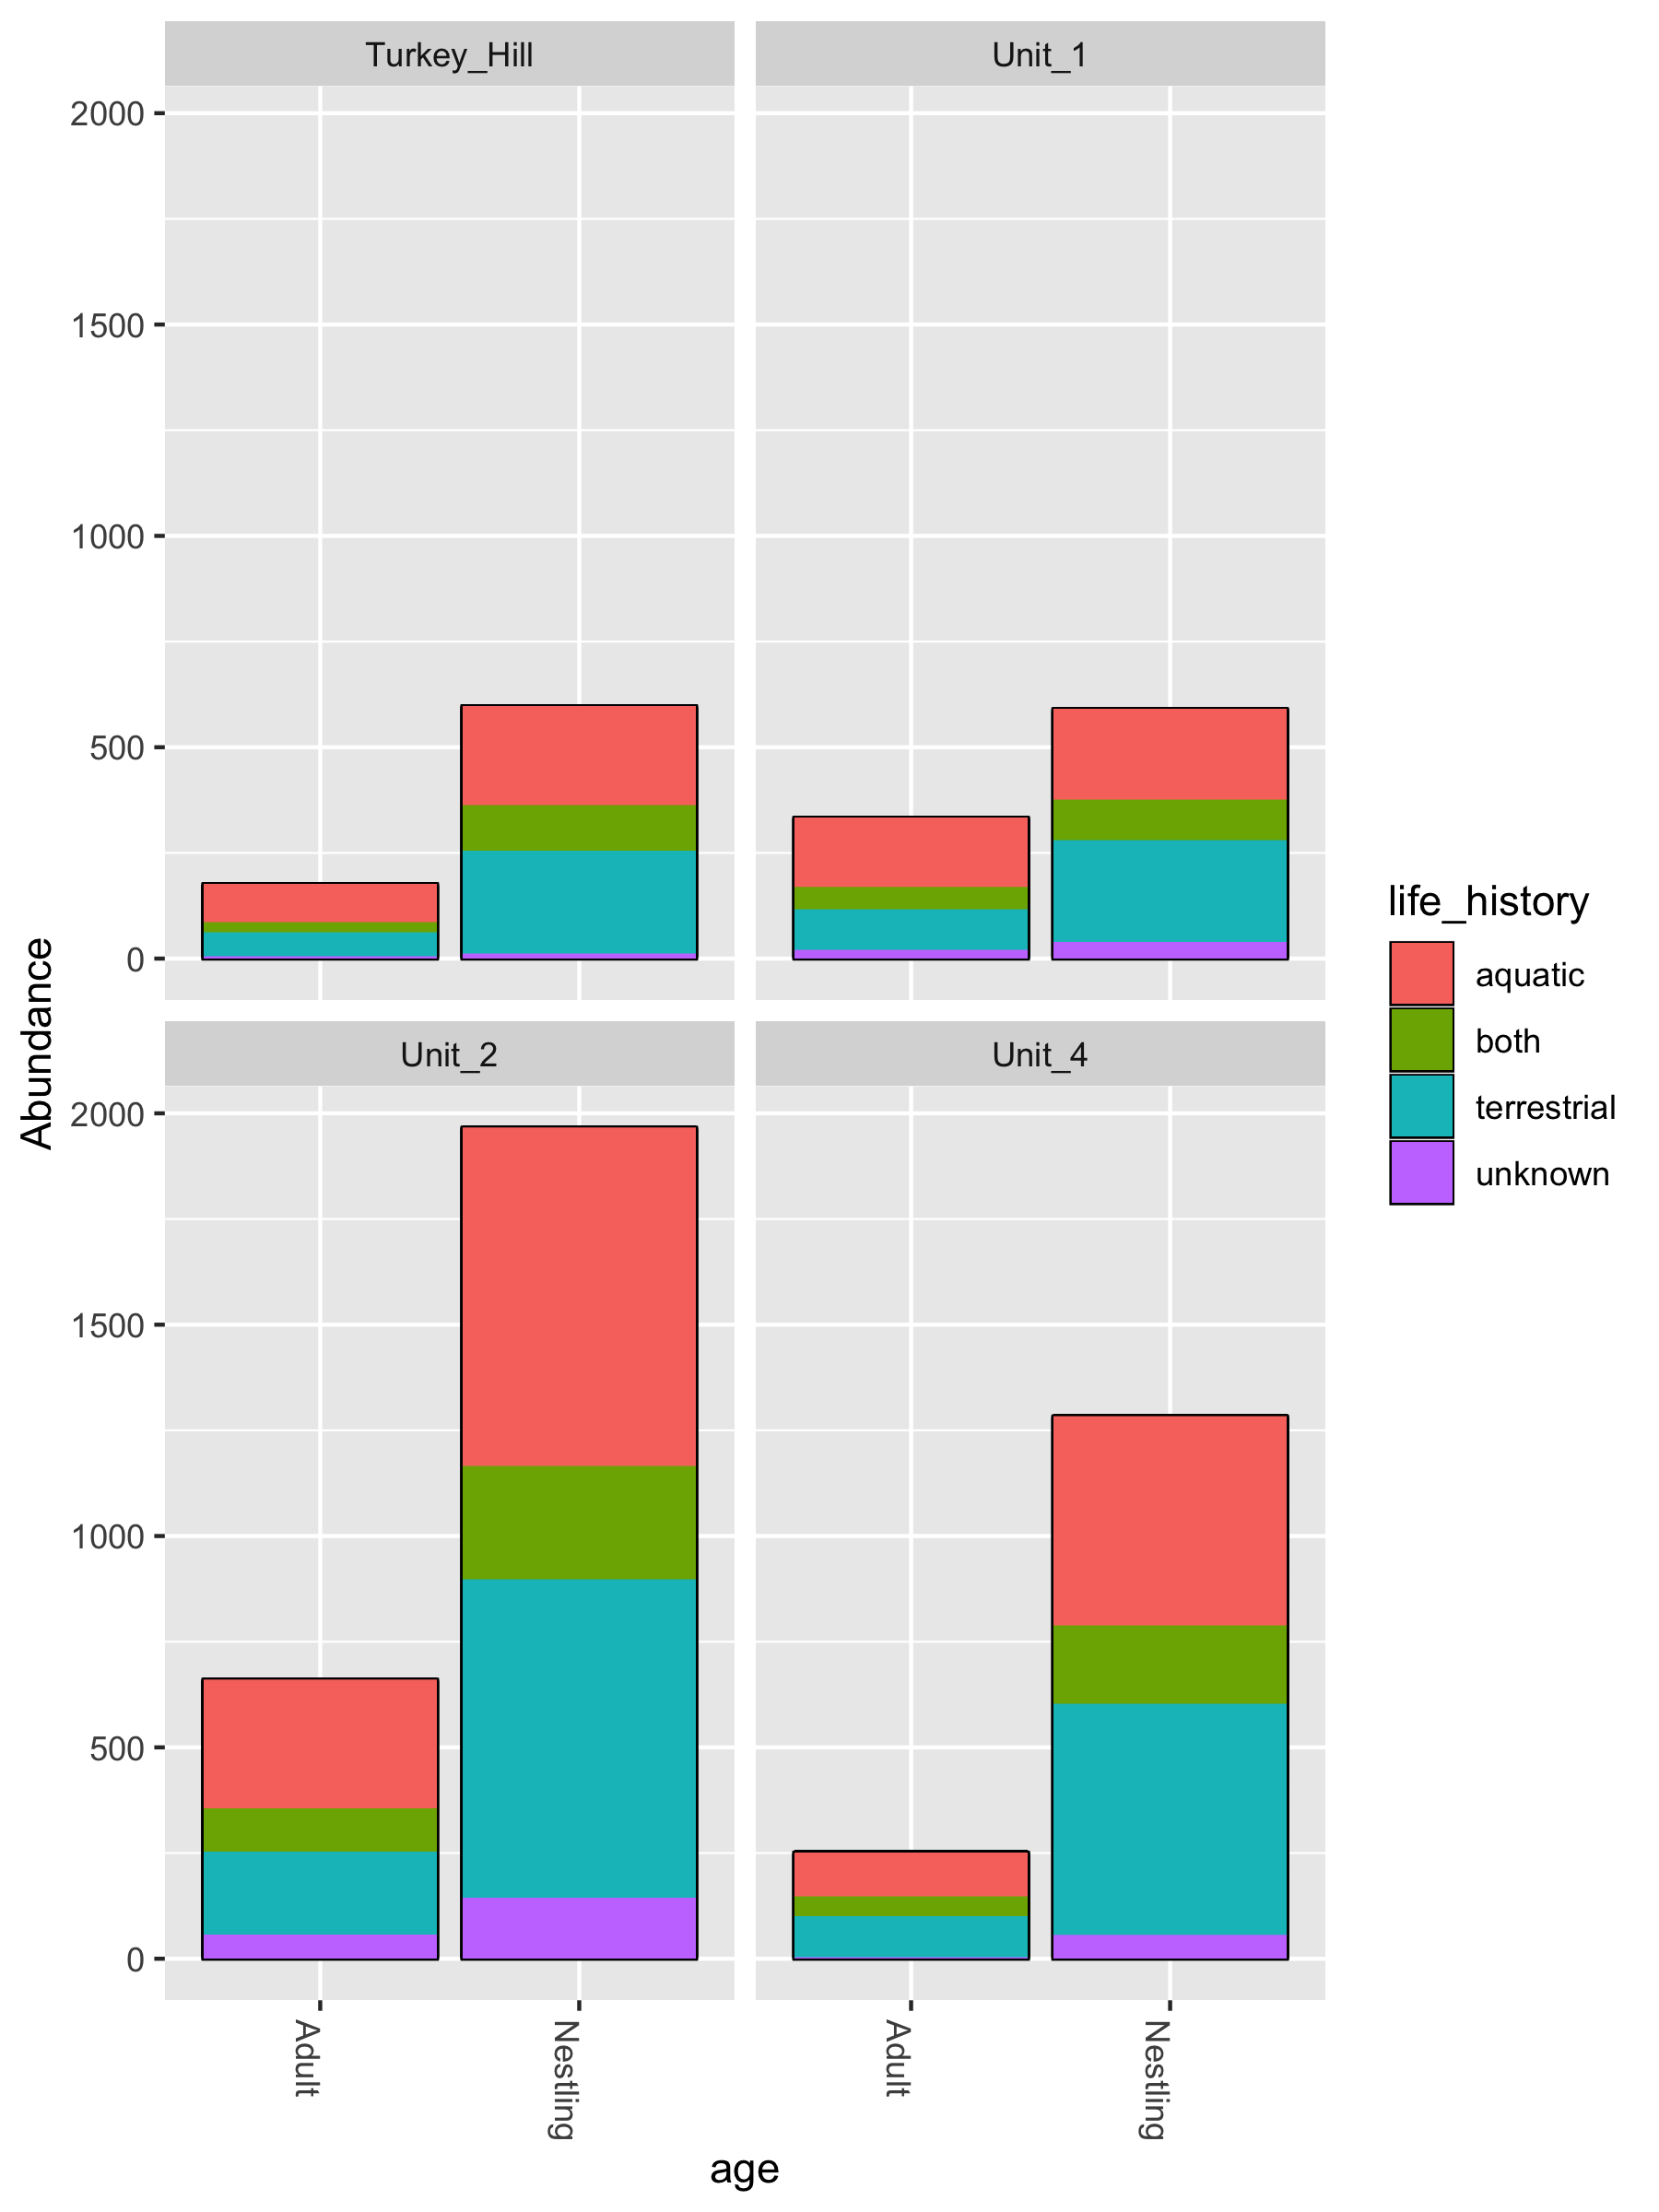 Turkey_Hill
Unit_1
2000
1500
1000
500
0
Unit_2
Unit_4
2000
1500
1000
500
0
Adult
Nestling
Adult
Nestling
age
Abundance
life_history
aquatic
both
terrestrial
unknown